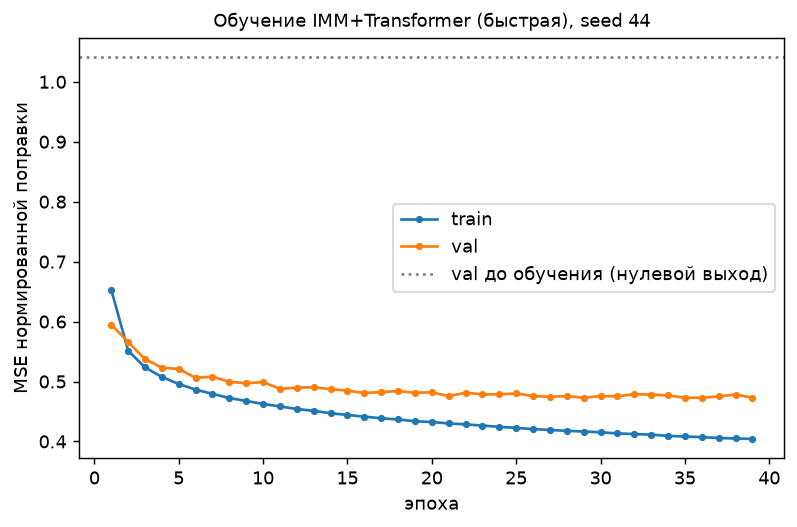 Обучение IMM+Transformer (быстрая), seed 44
MSE нормированной поправки
1.0
0.9
0.8
0.7
0.6
0.5
0.4
train
val
val до обучения (нулевой выход)
0 5 10 15 20 25 30 35 40
эпоха